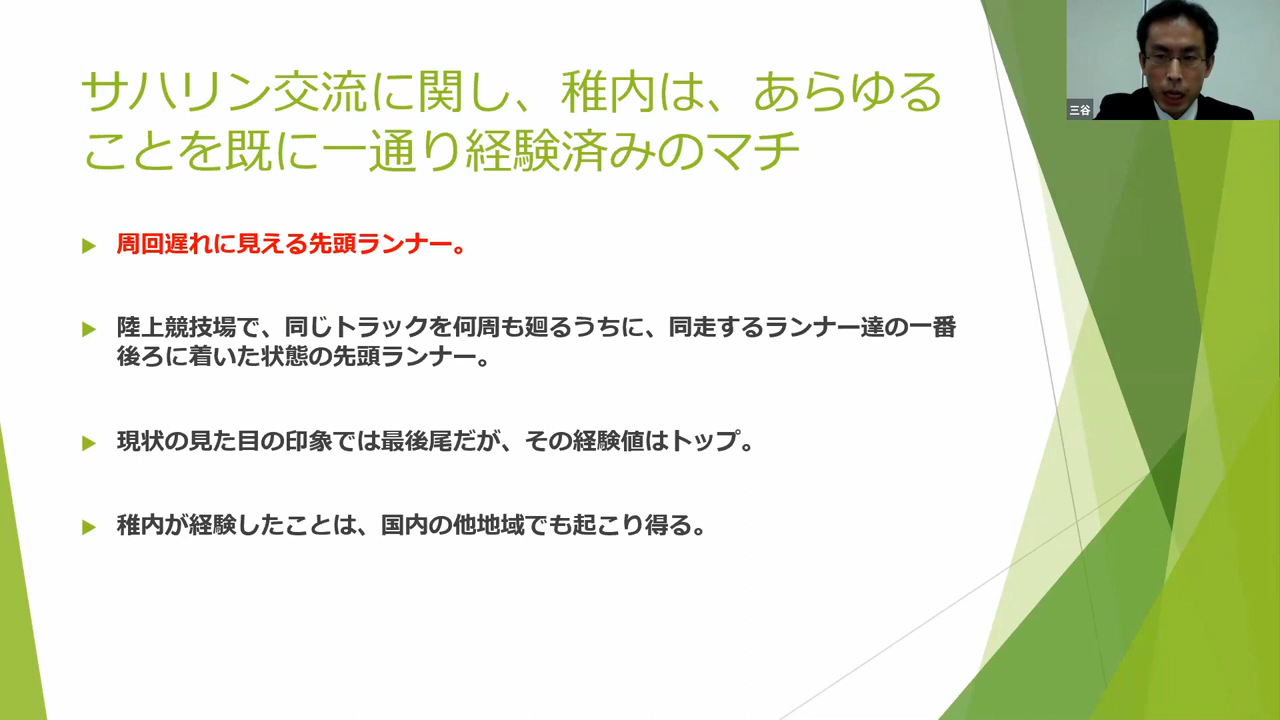 サハリン交流に関し、稚内は、あらゆる
ことを既に一通り経験済みのマチ
三谷
周回遅れに見える先頭ランナー。
陸上競技場で、同じトラックを何周も廻るうちに、同走するランナー達の一番
後ろに着いた状態の先頭ランナー。
現状の見た目の印象では最後尾だが、その経験値はトップ。
稚内が経験したことは、国内の他地域でも起こり得る。